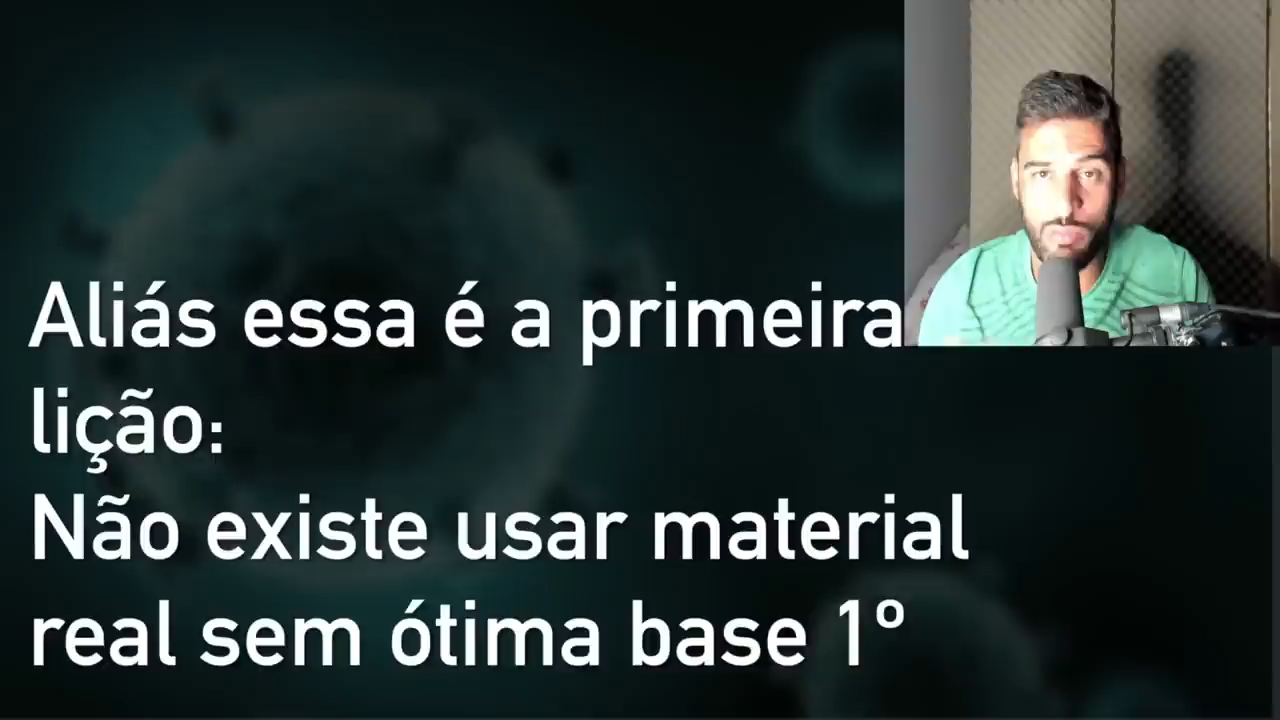 Aliás essa é a primeira
lição:
Não existe usar material
real sem ótima base 1º